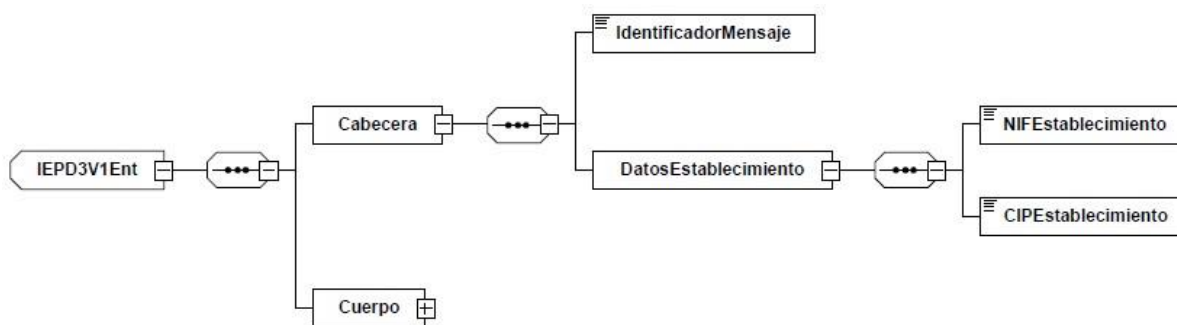 IdentificadorMensaje
Cabecera
NIFEstablecimiento
IEPD3V1Ent
DatosEstablecimiento
CIPEstablecimiento
Cuerpo